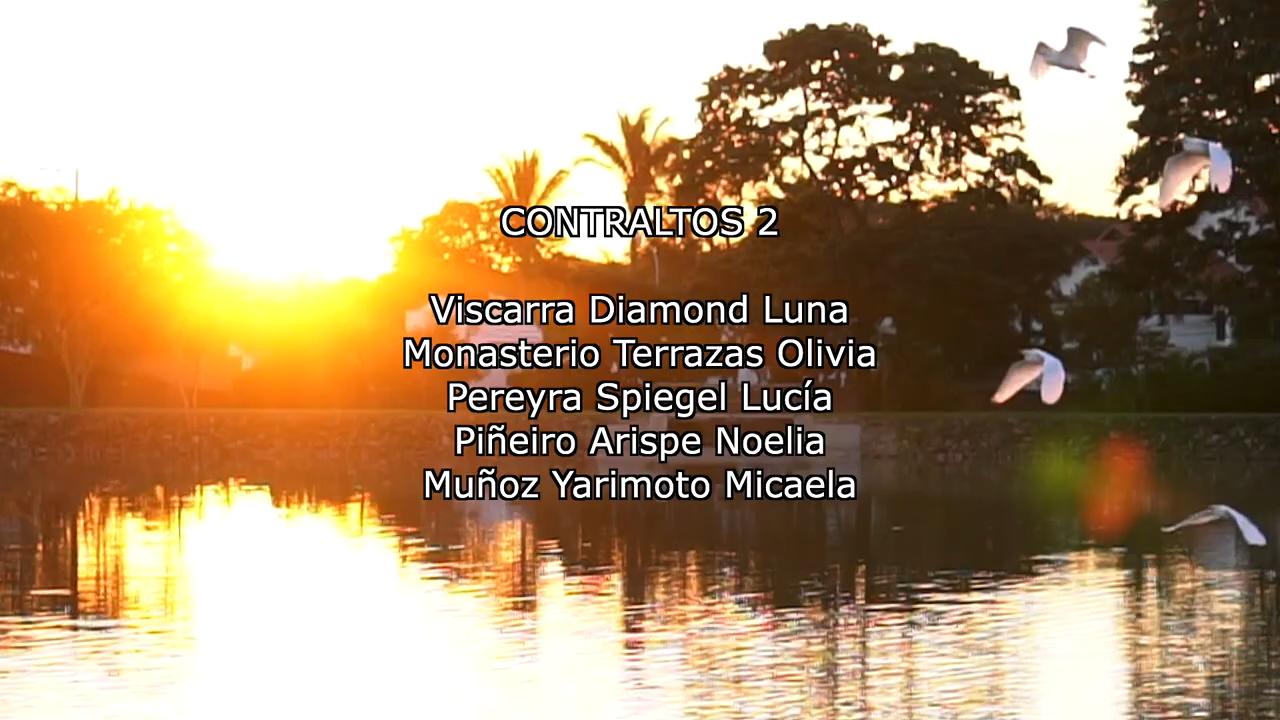 CONTRALTOS 2
Viscarra Diamond Luna
Monasterio Terrazas Olivia
Pereyra Spiegel Lucía
Piñeiro Arispe Noelia
Muñoz Yarimoto Micaela